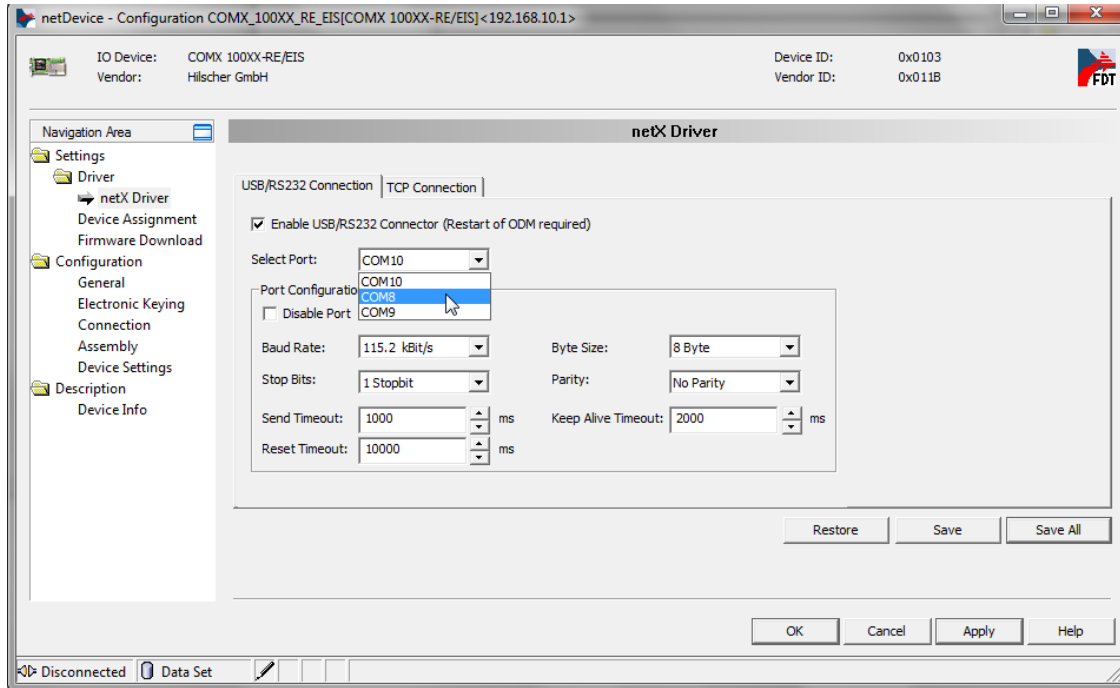 netDevice - Configuration COMX_100XX_RE_EIS[COMX 100XX-RE/EIS]<192.168.10.1>
IO Device: COMX 100XX-RE/EIS Device ID: 0x0103
Vendor: Hilscher GmbH Vendor ID: 0x011B
FDT
Navigation Area
Settings
Driver
netX Driver
Device Assignment
Firmware Download
Configuration
General
Electronic Keying
Connection
Assembly
Device Settings
Description
Device Info
netX Driver
USB/RS232 Connection TCP Connection
Enable USB/RS232 Connector (Restart of ODM required)
Select Port: COM10
COM10
Port Configuratio COM8
Disable Port COM9
Baud Rate: 115.2 kBit/s Byte Size: 8 Byte
Stop Bits: 1 Stopbit Parity: No Parity
Send Timeout: 1000 ms Keep Alive Timeout: 2000 ms
Reset Timeout: 10000 ms
Restore Save Save All
OK Cancel Apply Help
Disconnected Data Set